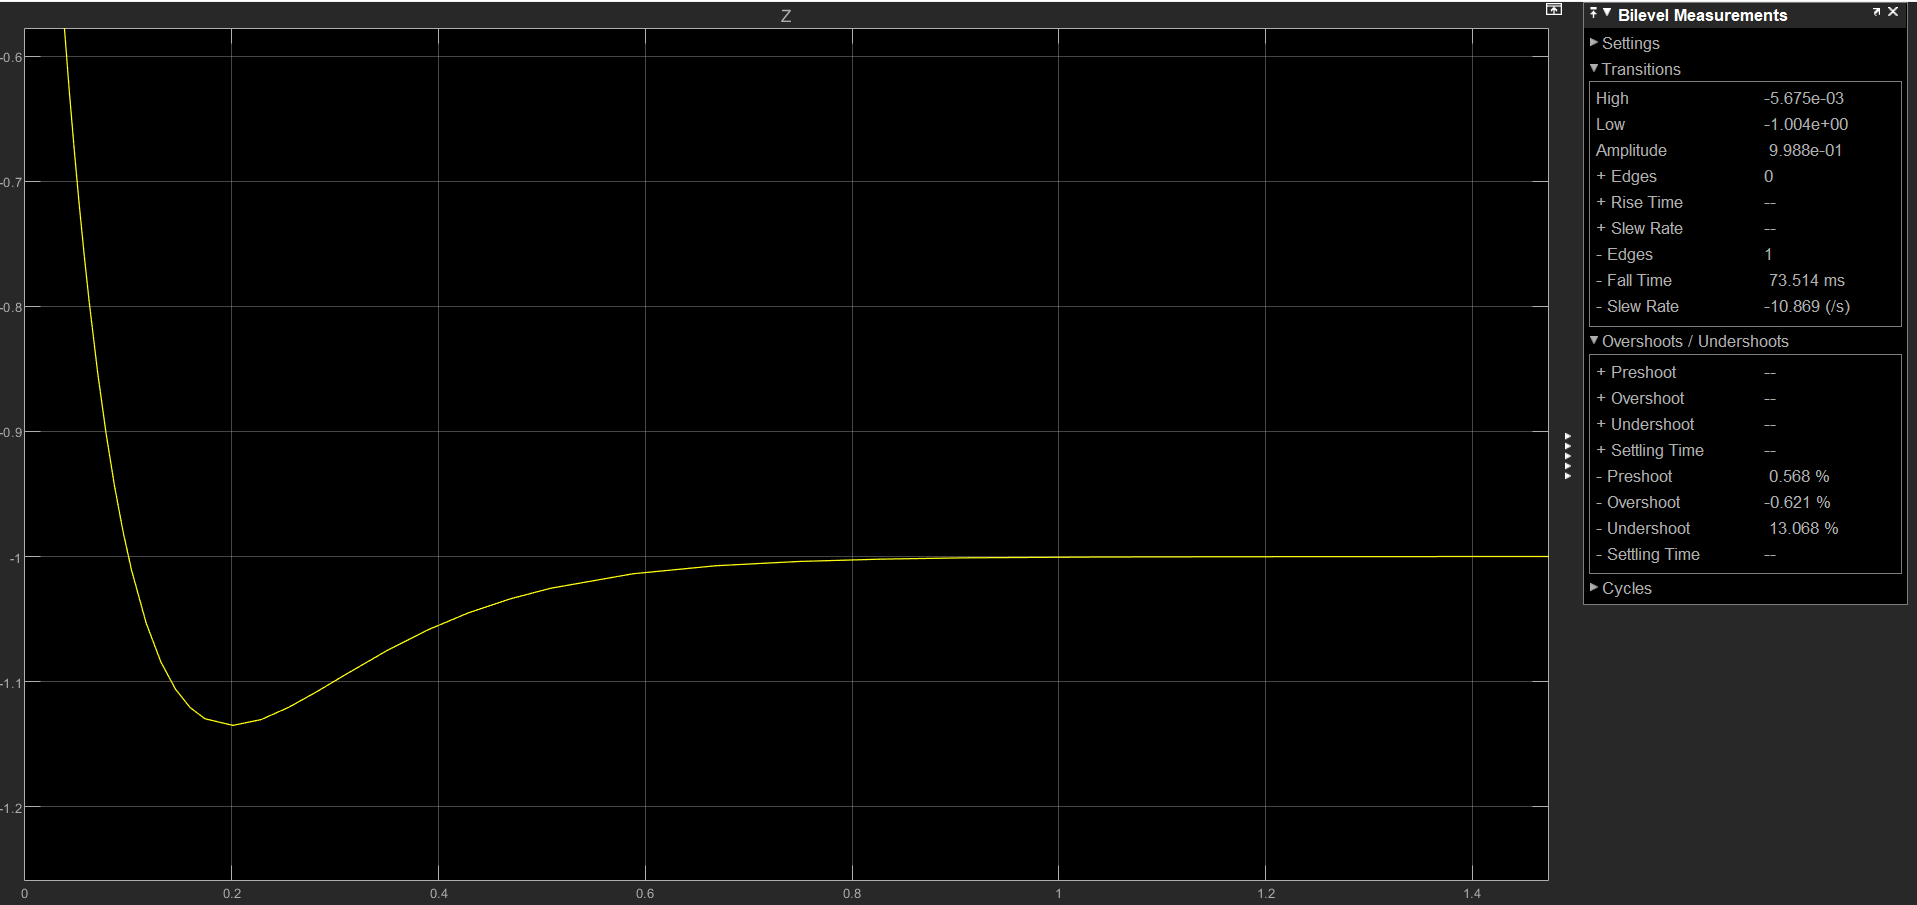 Z
-0.6
-0.7
-0.8
-0.9
-1
-1.1
-1.2
0 0.2 0.4 0.6 0.8 1 1.2 1.4
Bilevel Measurements
Settings
Transitions
High -5.675e-03
Low -1.004e+00
Amplitude 9.988e-01
+ Edges 0
+ Rise Time --
+ Slew Rate --
- Edges 1
- Fall Time 73.514 ms
- Slew Rate -10.869 (/s)
Overshoots / Undershoots
+ Preshoot --
+ Overshoot --
+ Undershoot --
+ Settling Time --
- Preshoot 0.568 %
- Overshoot -0.621 %
- Undershoot 13.068 %
- Settling Time --
Cycles